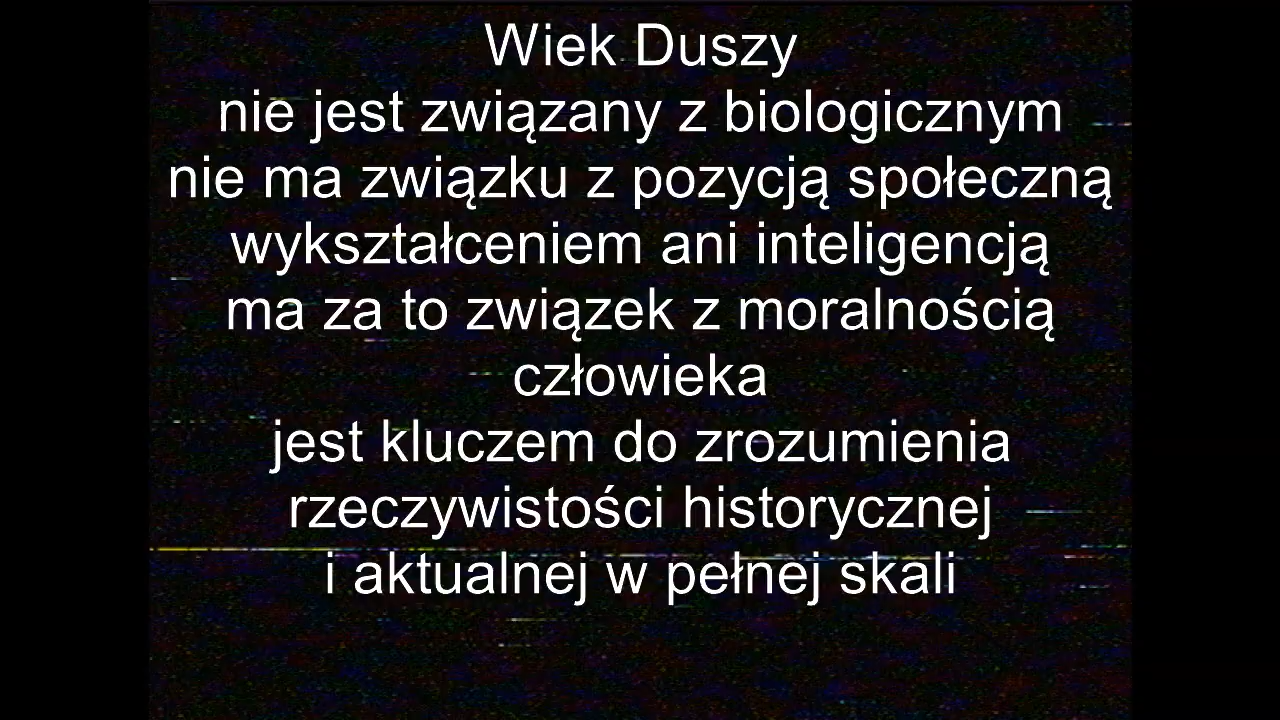 Wiek Duszy
nie jest związany z biologicznym
nie ma związku z pozycją społeczną
wykształceniem ani inteligencją
ma za to związek z moralnością
człowieka
jest kluczem do zrozumienia
rzeczywistości historycznej
i aktualnej w pełnej skali